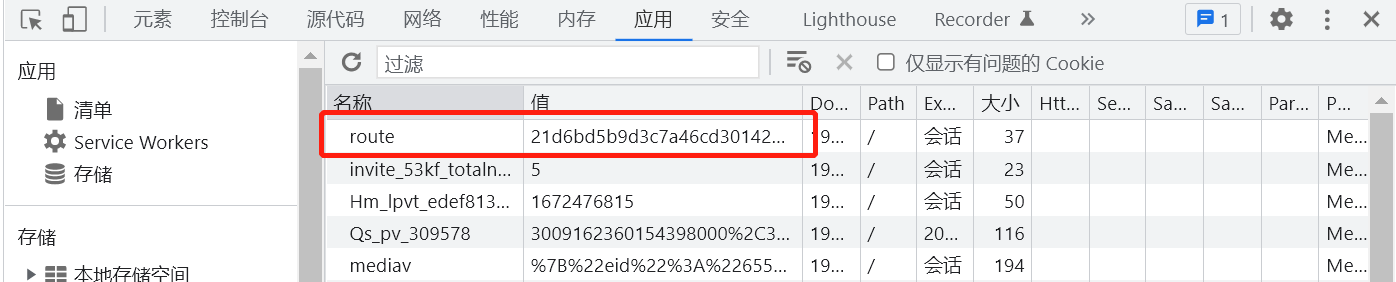 元素 控制台 源代码 网络 性能 内存 应用 安全 Lighthouse Recorder » 1
应用
清单
Service Workers
存储
存储
本地存储空间
过滤 仅显示有问题的 Cookie
名称 值 Do... Path Ex... 大小 Htt... Se... Sa... Sa... Par... P...
route 21d6bd5b9d3c7a46cd30142... 19... / 会话 37 Me...
invite_53kf_totaln... 5 19... / 会话 23 Me...
Hm_lpvt_edef813... 1672476815 19... / 会话 50 Me...
Qs_pv_309578 3009162360154398000%2C3... 19... / 20... 116 Me...
mediav %7B%22eid%22%3A%22655... 19... / 会话 194 Me...